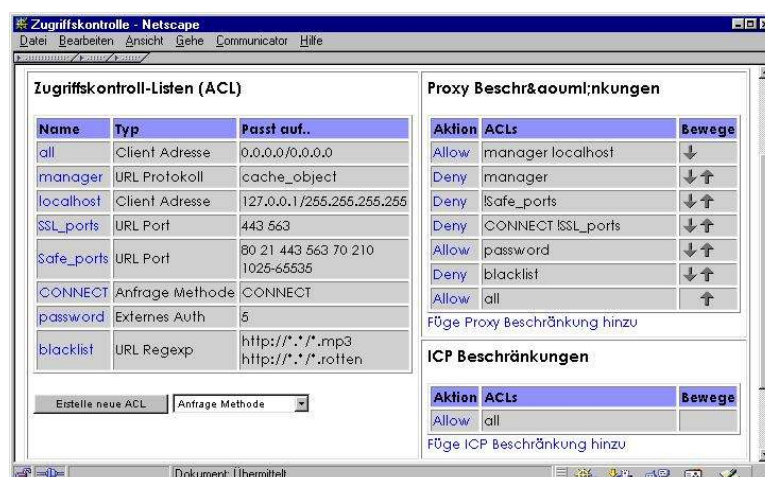 Zugriffskontrolle - Netscape
Datei Bearbeiten Ansicht Gehe Communicator Hilfe
Zugriffskontroll-Listen (ACL)
Name Typ Passt auf..
all Client Adresse 0.0.0.0/0.0.0.0
manager URL Protokoll cache_object
localhost Client Adresse 127.0.0.1/255.255.255.255
SSL_ports URL Port 443 563
Safe_ports URL Port 80 21 443 563 70 210
1025-65535
CONNECT Anfrage Methode CONNECT
password Externes Auth 5
blacklist URL Regexp http://*.*/*.mp3
http://*.*/*.rotten
Erstelle neue ACL Anfrage Methode
Proxy Beschr&aouml;nkungen
Aktion ACLs Bewege
Allow manager localhost
Deny manager
Deny !Safe_ports
Deny CONNECT !SSL_ports
Allow password
Deny blacklist
Allow all
Füge Proxy Beschränkung hinzu
ICP Beschränkungen
Aktion ACLs Bewege
Allow all
Füge ICP Beschränkung hinzu
Dokument: Übermittelt